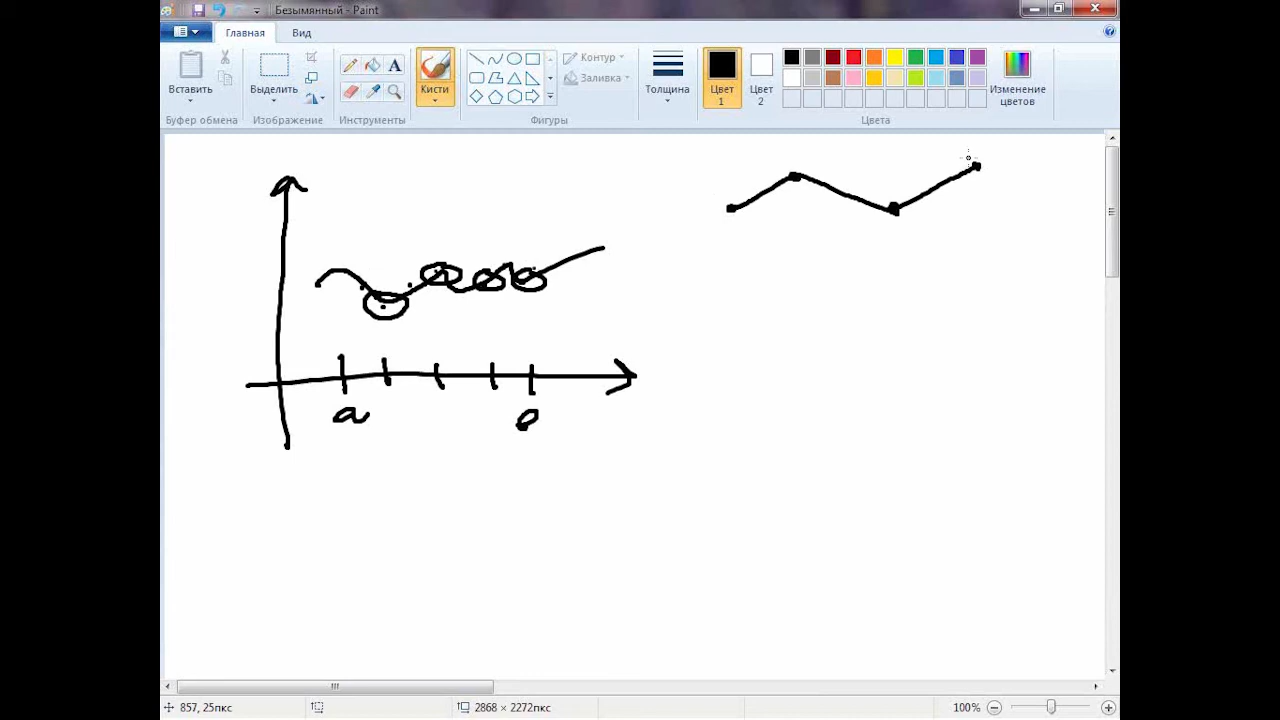 Безымянный - Paint
Главная Вид
Вставить
Выделить
A
Кисти
Контур
Заливка
Толщина
Цвет 1
Цвет 2
Изменение цветов
Буфер обмена Изображение Инструменты Фигуры Цвета
a
857, 25пкс 2868 × 2272пкс 100%